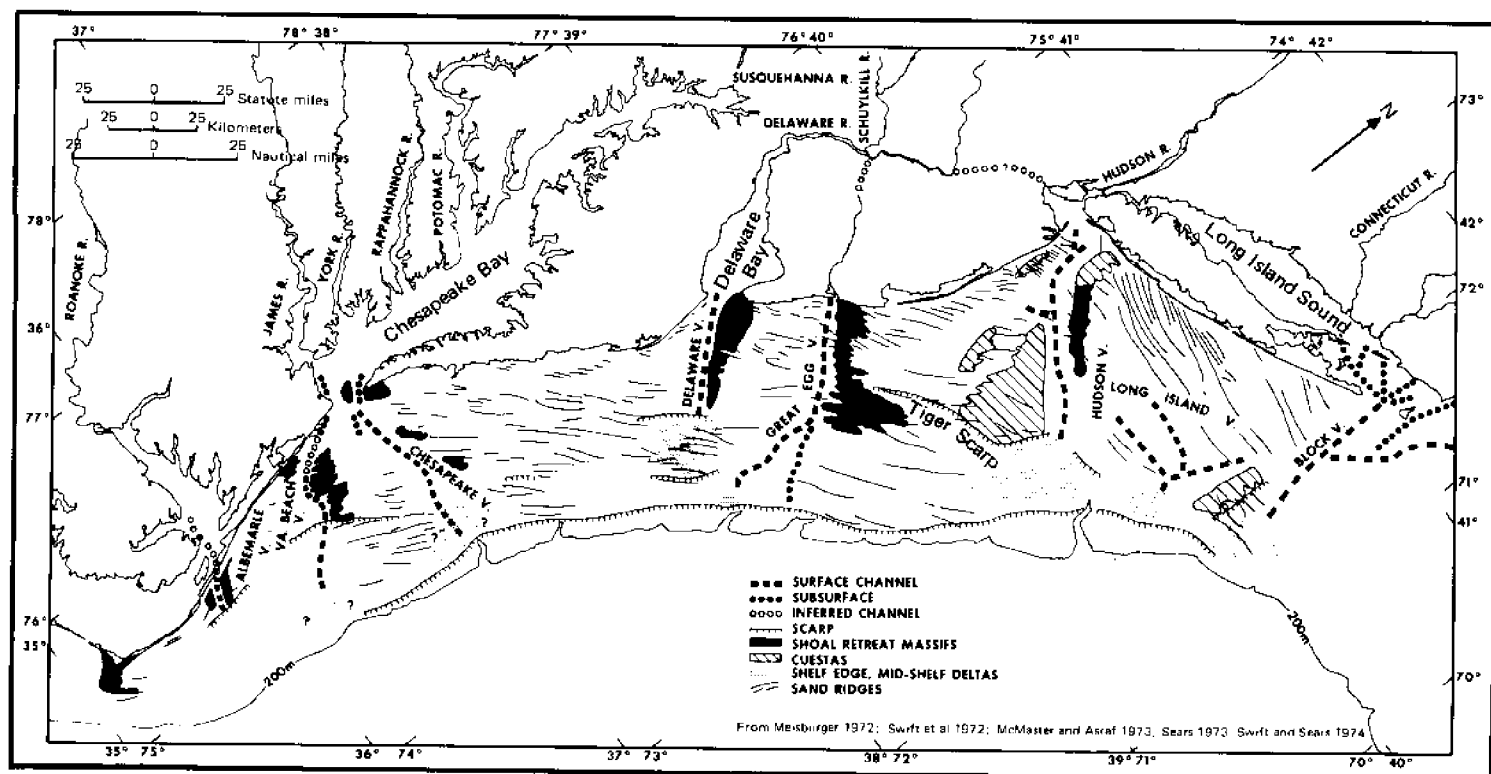 37° 78° 38° 77° 39° 76° 40° 75° 41° 74° 42°
25 0 25 Statute miles
25 0 25 Kilometers
25 0 25 Nautical miles
SUSQUEHANNA R.
DELAWARE R.
SCHUYLKILL R.
HUDSON R.
CONNECTICUT R.
N
73°
ROANOKE R.
JAMES R.
YORK R.
RAPPAHANNOCK R.
POTOMAC R.
Chesapeake Bay
Delaware Bay
Long Island Sound
78°
42°
72°
36°
77°
DELAWARE V.
GREAT EGG V.
Tiger Scarp
HUDSON V.
LONG ISLAND V.
BLOCK V.
CHESAPEAKE V.
VA. BEACH V.
ALBEMARLE V.
71°
41°
? ? ? ? ?
76°
35°
200m
200m
70°
SURFACE CHANNEL
SUBSURFACE
INFERRED CHANNEL
SCARP
SHOAL RETREAT MASSIFS
CUESTAS
SHELF EDGE, MID-SHELF DELTAS
SAND RIDGES
From Meisburger 1972; Swift et al 1972; McMaster and Asraf 1973, Sears 1973 Swift and Sears 1974
35° 75° 36° 74° 37° 73° 38° 72° 39° 71° 70° 40°